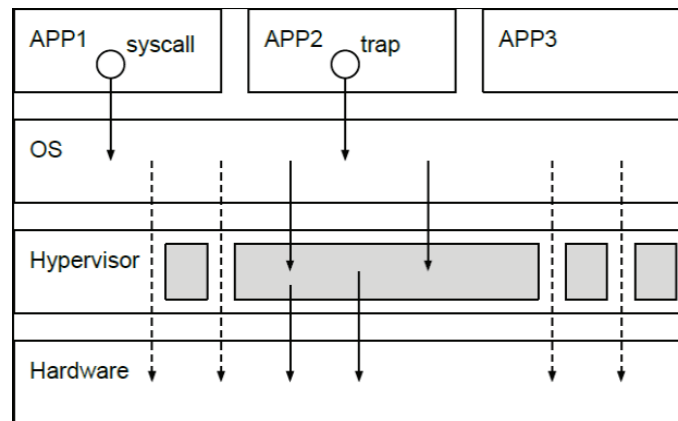 APP1 syscall
APP2 trap
APP3
OS
Hypervisor
Hardware